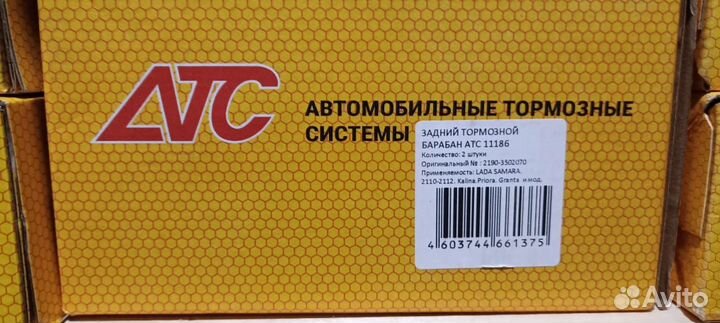 АТС
АВТОМОБИЛЬНЫЕ ТОРМОЗНЫЕ
СИСТЕМЫ
ЗАДНИЙ ТОРМОЗНОЙ
БАРАБАН АТС 11186
Количество: 2 штуки
Оригинальный № : 2190-3502070
Применяемость: LADA SAMARA.
2110-2112. Kalina.Priora. Granta и мод.
4 603744 661375
Avito